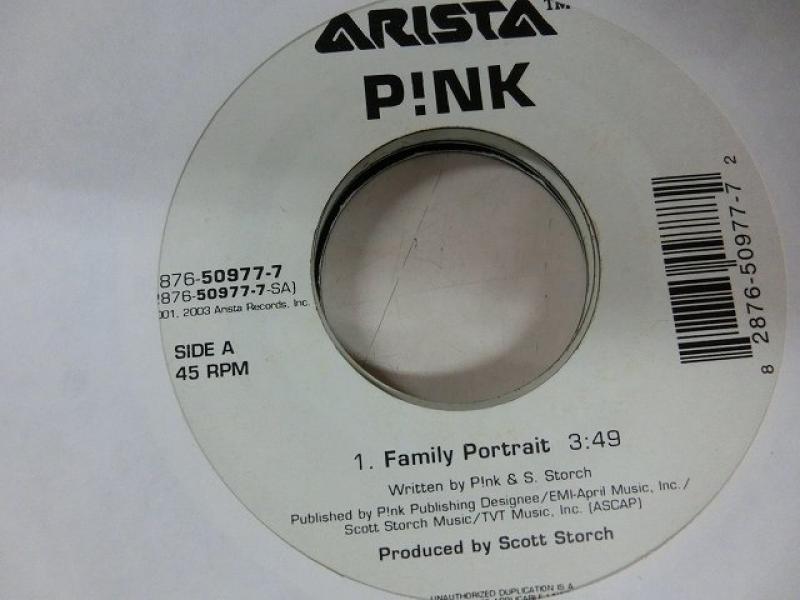 ARISTA™
P!NK
876-50977-7
876-50977-7-SA)
001, 2003 Arista Records, Inc.
SIDE A
45 RPM
8 2876-50977-7 2
1. Family Portrait 3:49
Written by P!nk & S. Storch
Published by P!nk Publishing Designee/EMI-April Music, Inc./
Scott Storch Music/TVT Music, Inc. (ASCAP)
Produced by Scott Storch
UNAUTHORIZED DUPLICATION IS A